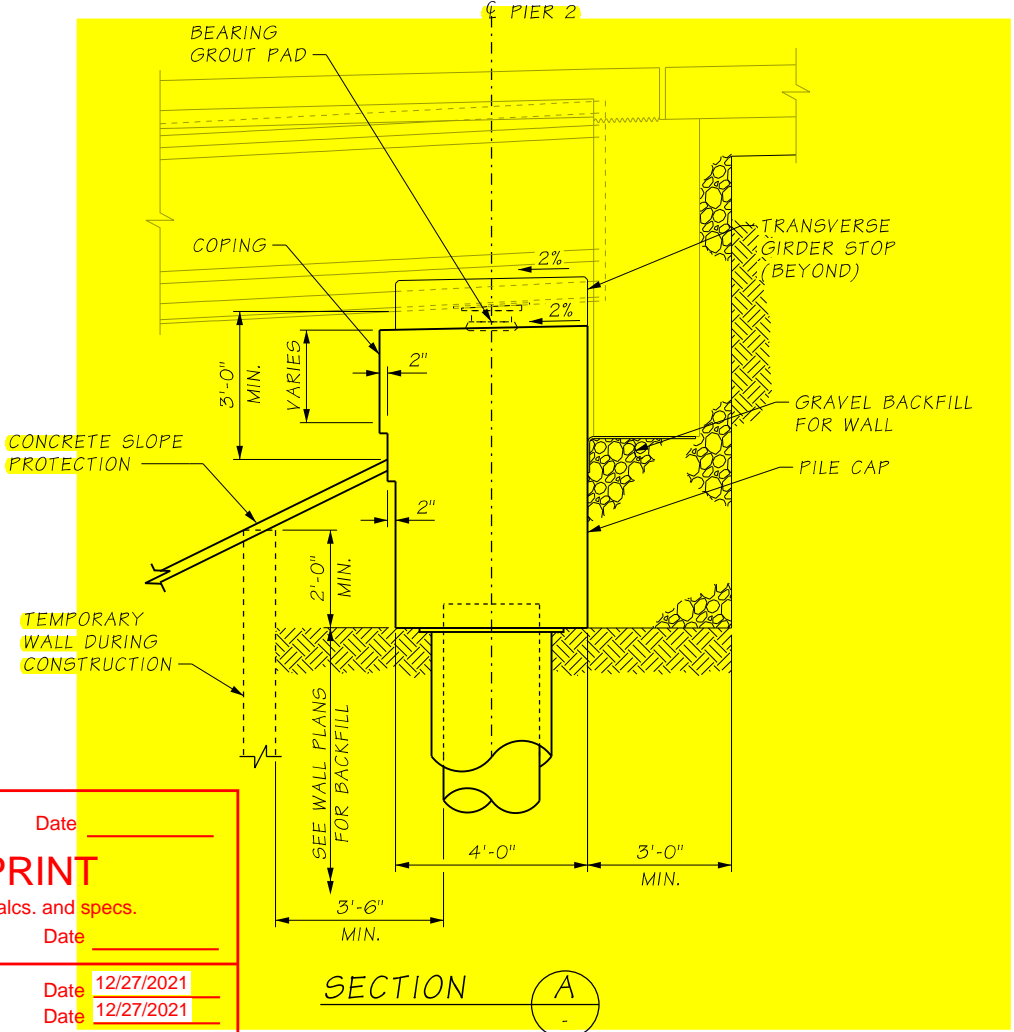 ℄ PIER 2
BEARING
GROUT PAD
COPING
2%
2%
TRANSVERSE
GIRDER STOP
(BEYOND)
3'-0"
MIN.
VARIES
2"
GRAVEL BACKFILL
FOR WALL
CONCRETE SLOPE
PROTECTION
PILE CAP
2"
2'-0"
MIN.
TEMPORARY
WALL DURING
CONSTRUCTION
SEE WALL PLANS
FOR BACKFILL
4'-0"
3'-0"
MIN.
3'-6"
MIN.
SECTION
A
-
Date
PRINT
alcs. and specs.
Date
Date 12/27/2021
Date 12/27/2021